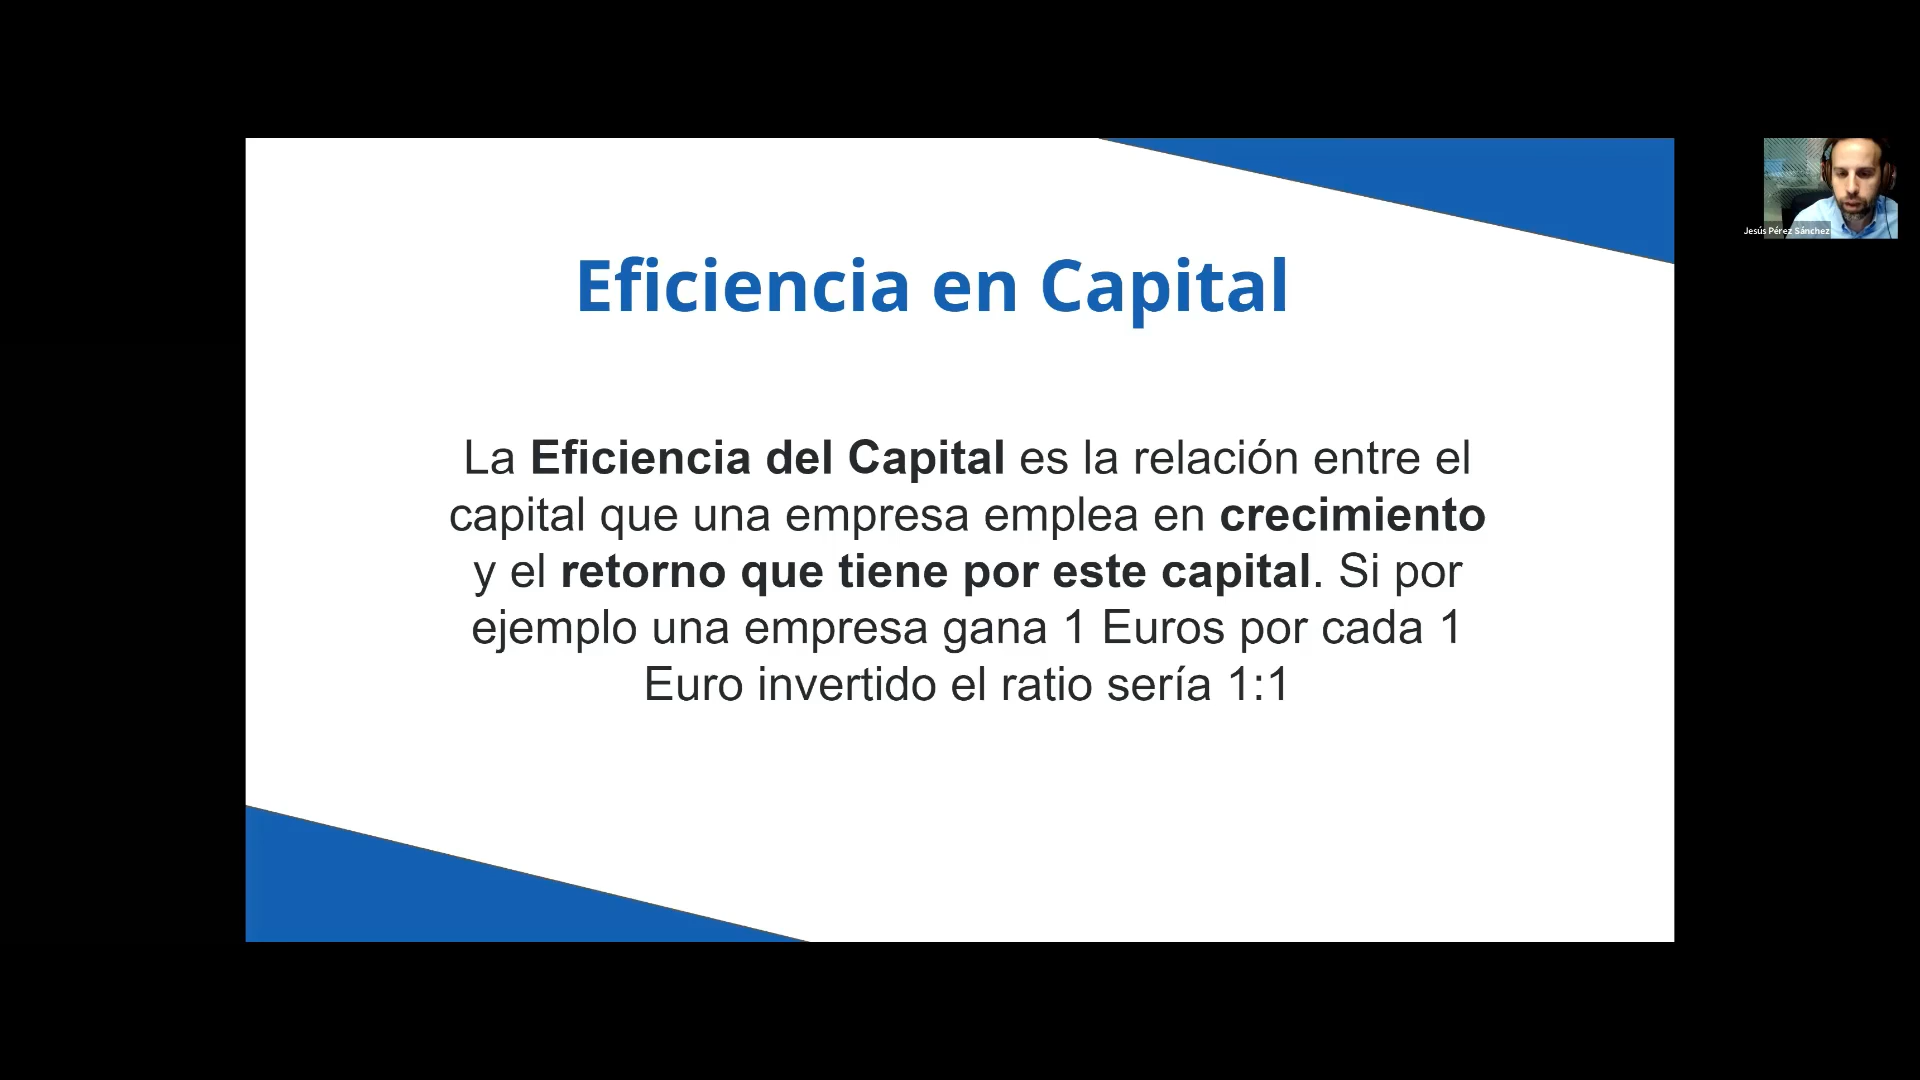 Eficiencia en Capital
La Eficiencia del Capital es la relación entre el
capital que una empresa emplea en crecimiento
y el retorno que tiene por este capital. Si por
ejemplo una empresa gana 1 Euros por cada 1
Euro invertido el ratio sería 1:1
Jesús Pérez Sánchez